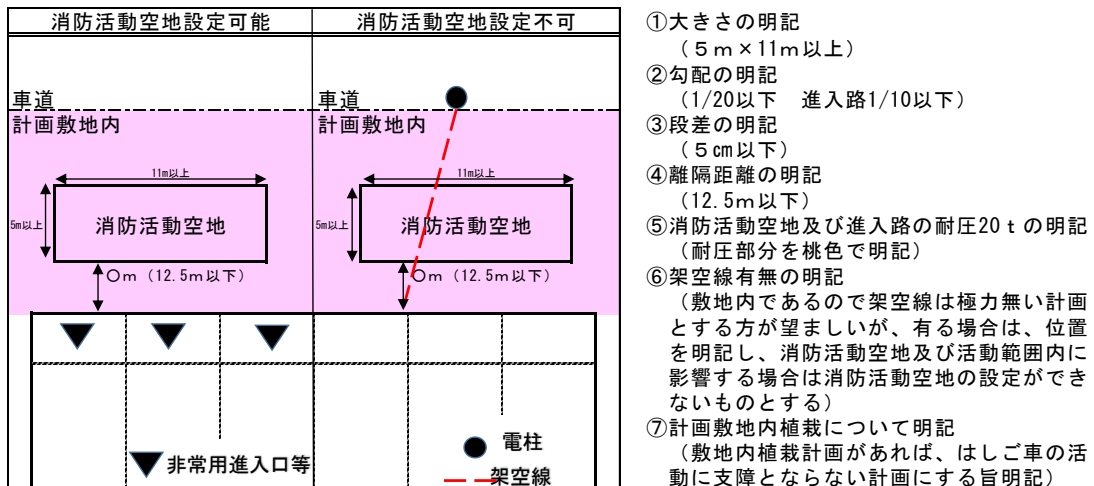 消防活動空地設定可能
消防活動空地設定不可
車道
車道
計画敷地内
計画敷地内
11m以上
11m以上
5m以上
消防活動空地
5m以上
消防活動空地
〇m（12.5m以下）
〇m（12.5m以下）
非常用進入口等
電柱
架空線
①大きさの明記
（５ｍ×11ｍ以上）
②勾配の明記
（1/20以下　進入路1/10以下）
③段差の明記
（５㎝以下）
④離隔距離の明記
（12.5ｍ以下）
⑤消防活動空地及び進入路の耐圧20ｔの明記
（耐圧部分を桃色で明記）
⑥架空線有無の明記
（敷地内であるので架空線は極力無い計画
とする方が望ましいが、有る場合は、位置
を明記し、消防活動空地及び活動範囲内に
影響する場合は消防活動空地の設定ができ
ないものとする）
⑦計画敷地内植栽について明記
（敷地内植栽計画があれば、はしご車の活
動に支障とならない計画にする旨明記）